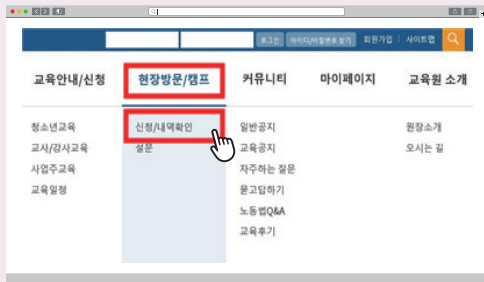 로그인 아이디/비밀번호 찾기 회원가입 사이트맵
교육안내/신청 현장방문/캠프 커뮤니티 마이페이지 교육원 소개
청소년교육 신청/내역확인 일반공지 원장소개
교사/강사교육 설문 교육공지 오시는 길
사업주교육 자주하는 질문
교육일정 묻고답하기
노동법Q&A
교육후기